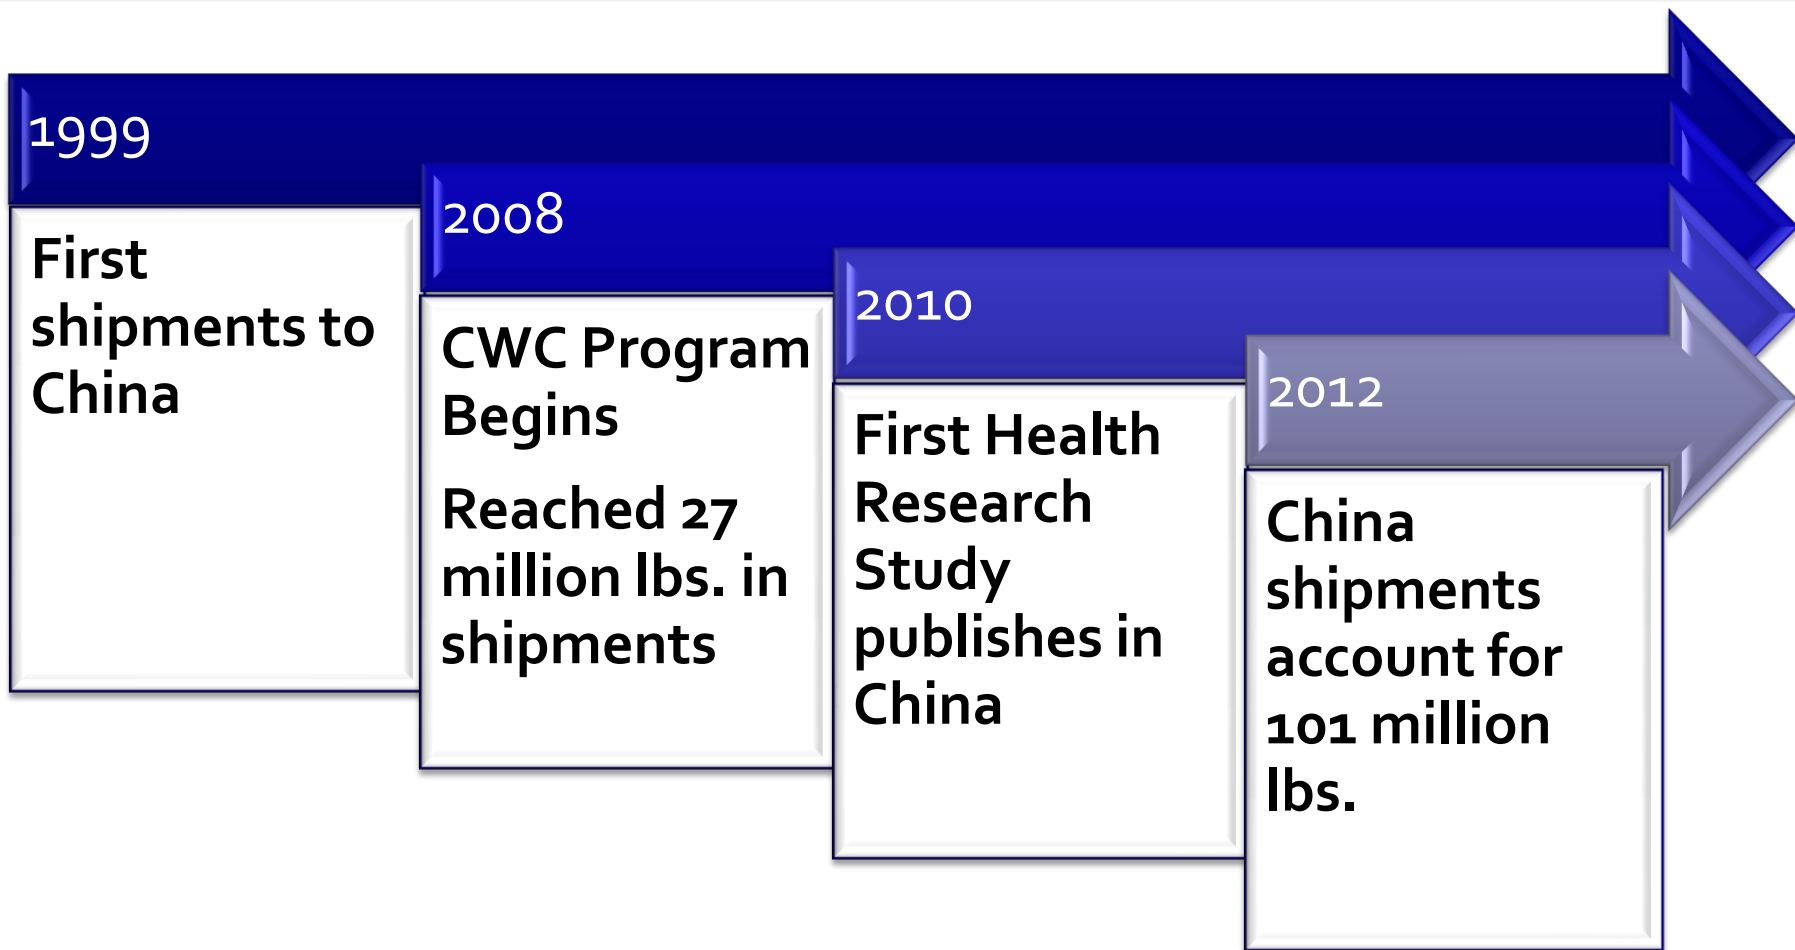 1999
First
shipments to
China
2008
CWC Program
Begins
Reached 27
million lbs. in
shipments
2010
First Health
Research
Study
publishes in
China
2012
China
shipments
account for
101 million
lbs.